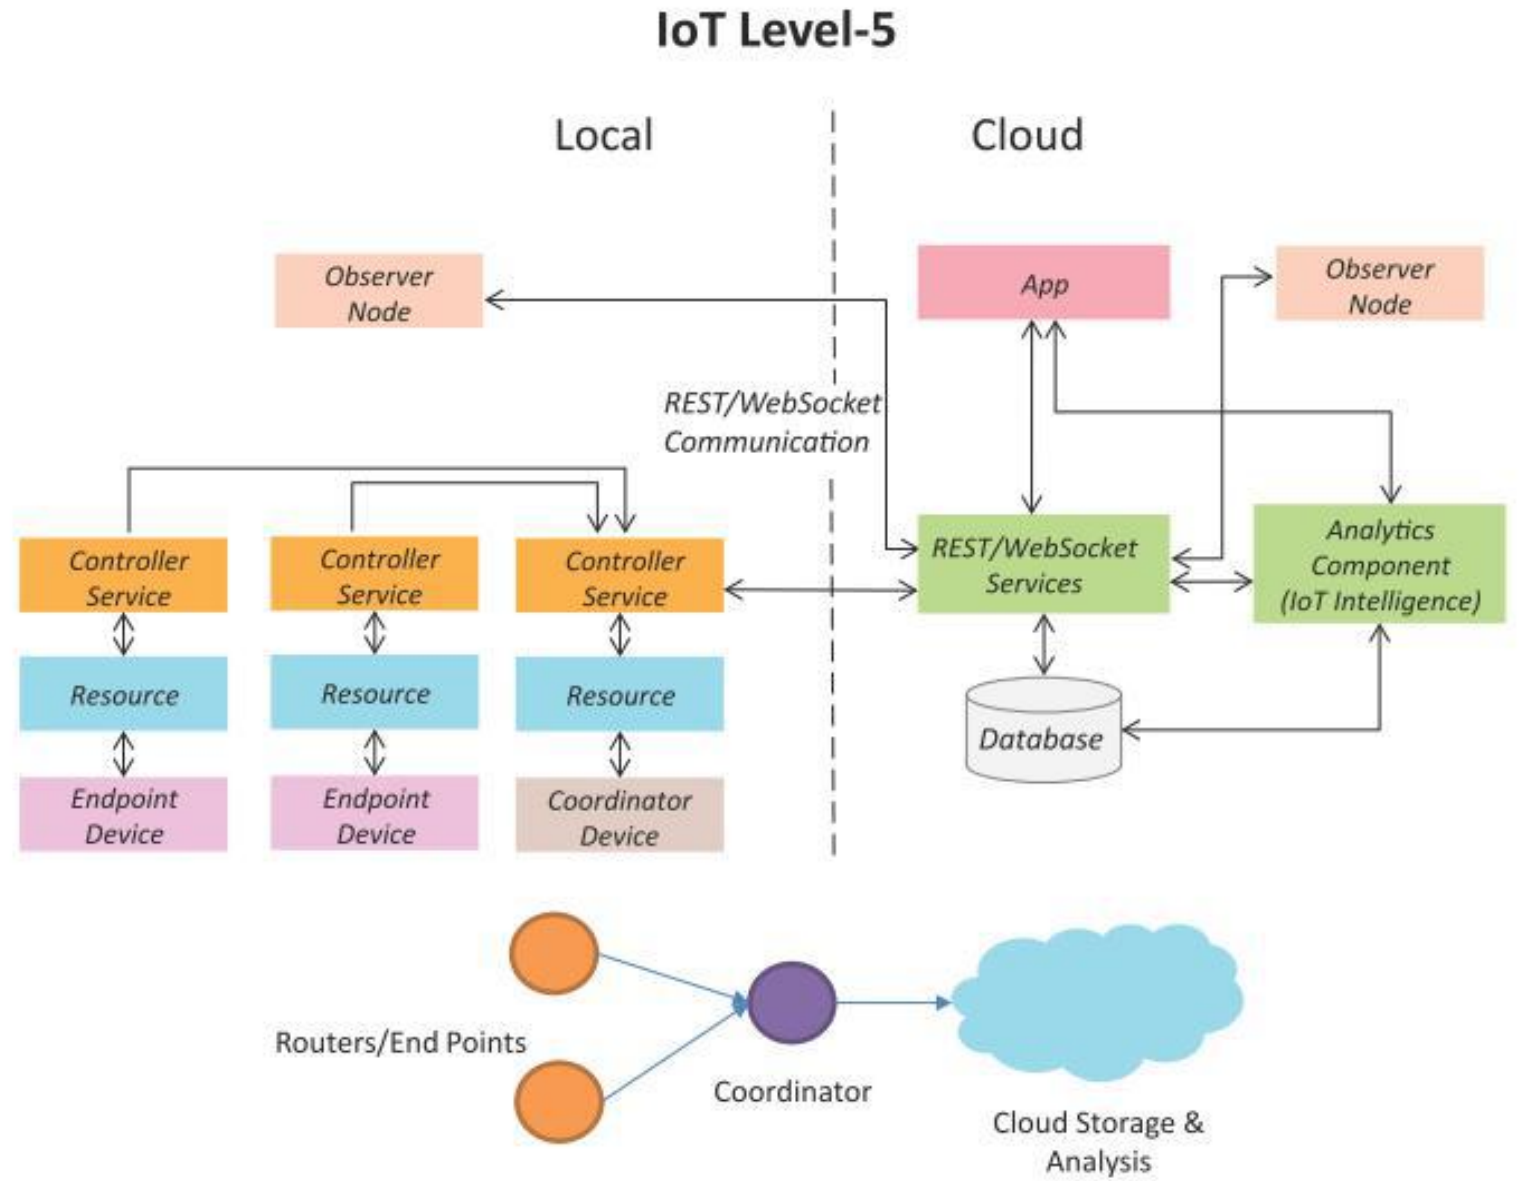 IoT Level-5
Local
Cloud
Observer
Node
App
Observer
Node
REST/WebSocket
Communication
Controller
Service
Controller
Service
Controller
Service
REST/WebSocket
Services
Analytics
Component
(IoT Intelligence)
Resource
Resource
Resource
Database
Endpoint
Device
Endpoint
Device
Coordinator
Device
Routers/End Points
Coordinator
Cloud Storage &
Analysis